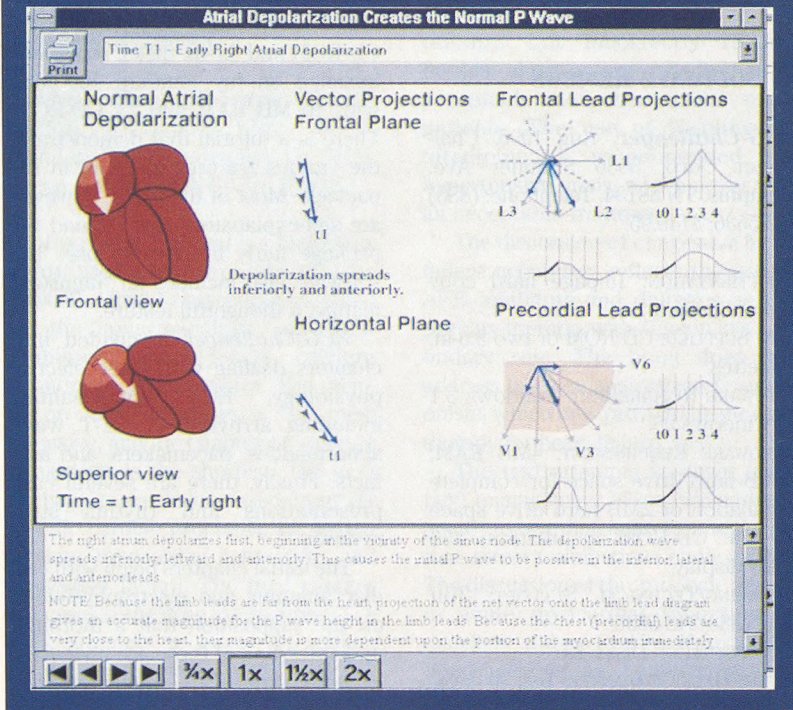 Atrial Depolarization Creates the Normal P Wave
Print
Time T1 - Early Right Atrial Depolarization
Normal Atrial
Depolarization
Vector Projections
Frontal Plane
Frontal Lead Projections
L1
L3
L2
t0 1 2 3 4
t1
Depolarization spreads
inferiorly and anteriorly.
Frontal view
Horizontal Plane
Precordial Lead Projections
V6
V1
V3
t0 1 2 3 4
t1
Superior view
Time = t1, Early right
The right atrium depolarizes first, beginning in the vicinity of the sinus node. The depolarization wave
spreads inferiorly, leftward and anteriorly. This causes the initial P wave to be positive in the inferior, lateral
and anterior leads.
NOTE: Because the limb leads are far from the heart, projection of the net vector onto the limb lead diagram
gives an accurate magnitude for the P wave height in the limb leads. Because the chest (precordial) leads are
very close to the heart, their magnitude is more dependent upon the portion of the myocardium immediately
¾x 1x 1½x 2x